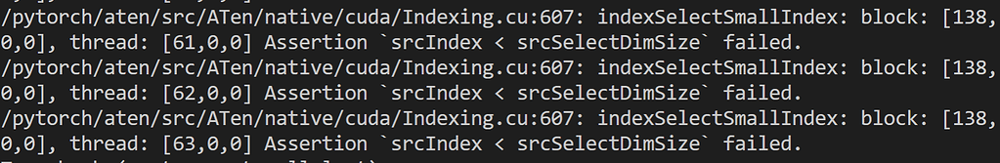 /pytorch/aten/src/ATen/native/cuda/Indexing.cu:607: indexSelectSmallIndex: block: [138,
0,0], thread: [61,0,0] Assertion `srcIndex < srcSelectDimSize` failed.
/pytorch/aten/src/ATen/native/cuda/Indexing.cu:607: indexSelectSmallIndex: block: [138,
0,0], thread: [62,0,0] Assertion `srcIndex < srcSelectDimSize` failed.
/pytorch/aten/src/ATen/native/cuda/Indexing.cu:607: indexSelectSmallIndex: block: [138,
0,0], thread: [63,0,0] Assertion `srcIndex < srcSelectDimSize` failed.